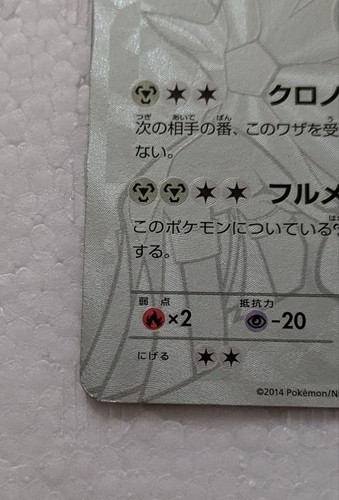 クロノ
次の相手の番、このワザを受
ない。
フルメ
このポケモンについている
する。
弱点 抵抗力
×2 -20
にげる
©2014 Pokémon/Ni